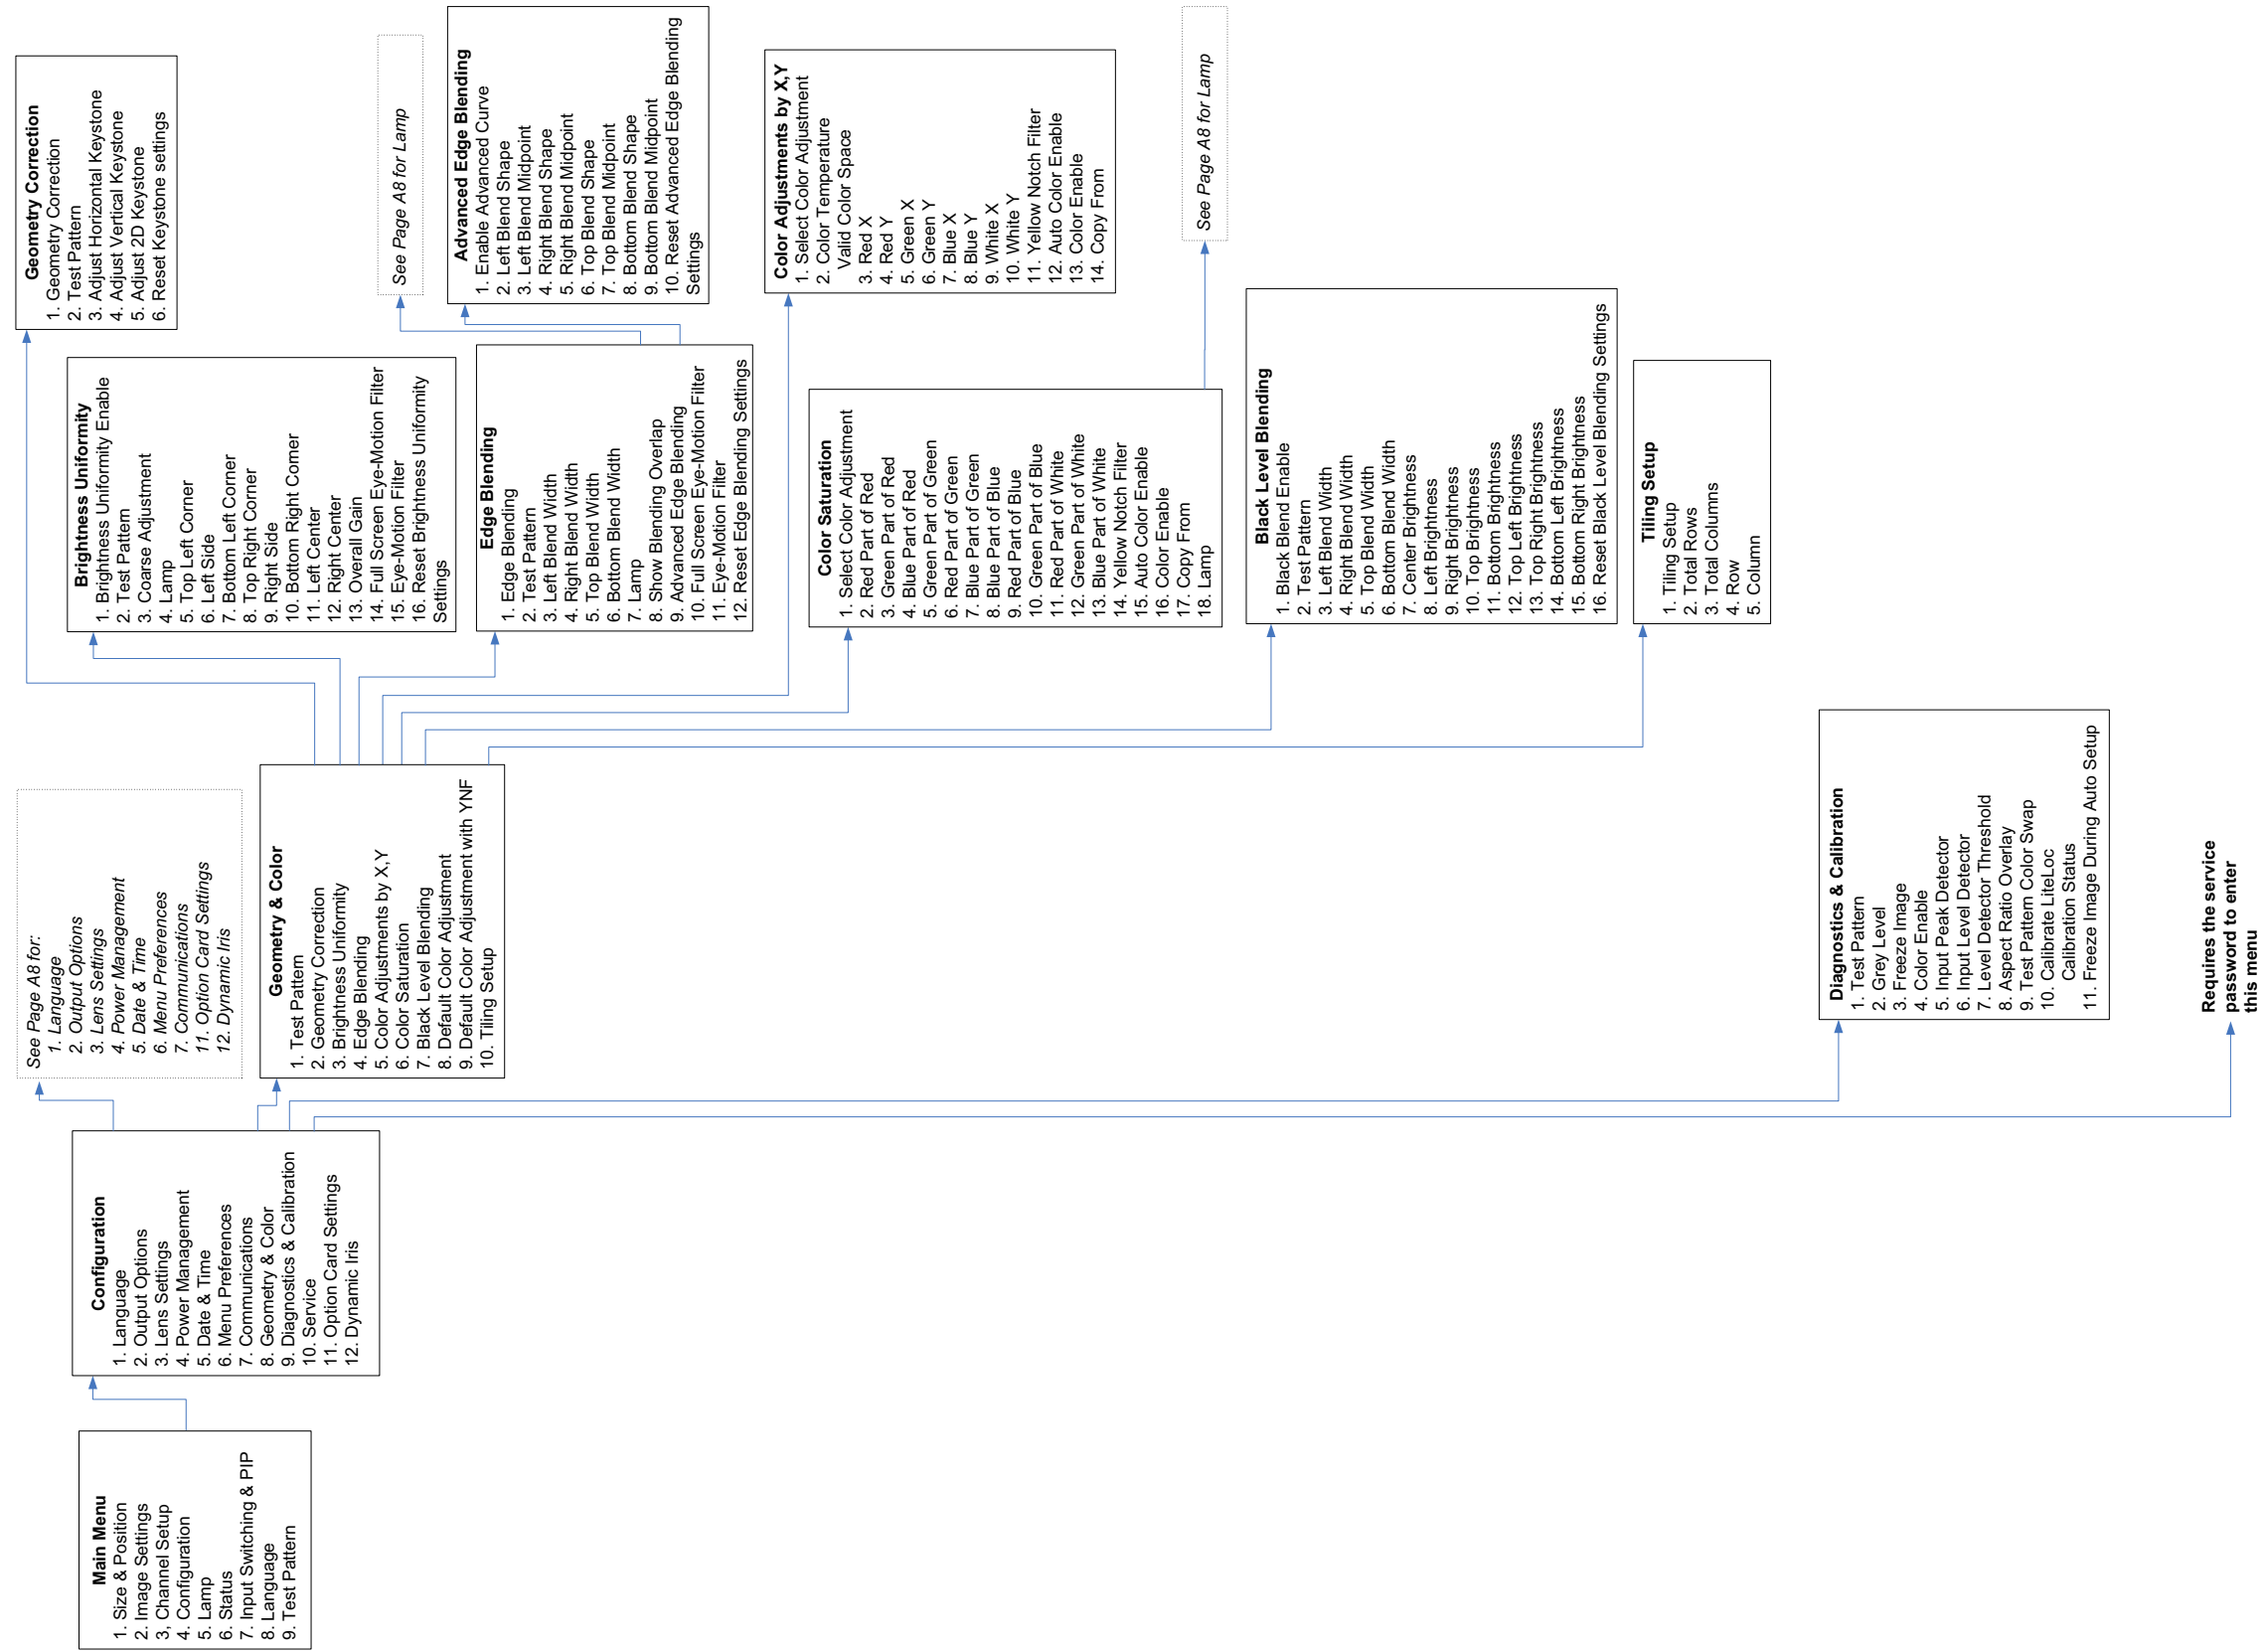 Main Menu
1. Size & Position
2. Image Settings
3, Channel Setup
4. Configuration
5. Lamp
6. Status
7. Input Switching & PIP
8. Language
9. Test Pattern
Configuration
1. Language
2. Output Options
3. Lens Settings
4. Power Management
5. Date & Time
6. Menu Preferences
7. Communications
8. Geometry & Color
9. Diagnostics & Calibration
10. Service
11. Option Card Settings
12. Dynamic Iris
See Page A8 for:
1. Language
2. Output Options
3. Lens Settings
4. Power Management
5. Date & Time
6. Menu Preferences
7. Communications
11. Option Card Settings
12. Dynamic Iris
Geometry & Color
1. Test Pattern
2. Geometry Correction
3. Brightness Uniformity
4. Edge Blending
5. Color Adjustments by X,Y
6. Color Saturation
7. Black Level Blending
8. Default Color Adjustment
9. Default Color Adjustment with YNF
10. Tiling Setup
Diagnostics & Calibration
1. Test Pattern
2. Grey Level
3. Freeze Image
4. Color Enable
5. Input Peak Detector
6. Input Level Detector
7. Level Detector Threshold
8. Aspect Ratio Overlay
9. Test Pattern Color Swap
10. Calibrate LiteLoc
Calibration Status
11. Freeze Image During Auto Setup
Requires the service
password to enter
this menu
Geometry Correction
1. Geometry Correction
2. Test Pattern
3. Adjust Horizontal Keystone
4. Adjust Vertical Keystone
5. Adjust 2D Keystone
6. Reset Keystone settings
Brightness Uniformity
1. Brightness Uniformity Enable
2. Test Pattern
3. Coarse Adjustment
4. Lamp
5. Top Left Corner
6. Left Side
7. Bottom Left Corner
8. Top Right Corner
9. Right Side
10. Bottom Right Corner
11. Left Center
12. Right Center
13. Overall Gain
14. Full Screen Eye-Motion Filter
15. Eye-Motion Filter
16. Reset Brightness Uniformity
Settings
Edge Blending
1. Edge Blending
2. Test Pattern
3. Left Blend Width
4. Right Blend Width
5. Top Blend Width
6. Bottom Blend Width
7. Lamp
8. Show Blending Overlap
9. Advanced Edge Blending
10. Full Screen Eye-Motion Filter
11. Eye-Motion Filter
12. Reset Edge Blending Settings
See Page A8 for Lamp
Advanced Edge Blending
1. Enable Advanced Curve
2. Left Blend Shape
3. Left Blend Midpoint
4. Right Blend Shape
5. Right Blend Midpoint
6. Top Blend Shape
7. Top Blend Midpoint
8. Bottom Blend Shape
9. Bottom Blend Midpoint
10. Reset Advanced Edge Blending
Settings
Color Adjustments by X,Y
1. Select Color Adjustment
2. Color Temperature
Valid Color Space
3. Red X
4. Red Y
5. Green X
6. Green Y
7. Blue X
8. Blue Y
9. White X
10. White Y
11. Yellow Notch Filter
12. Auto Color Enable
13. Color Enable
14. Copy From
Color Saturation
1. Select Color Adjustment
2. Red Part of Red
3. Green Part of Red
4. Blue Part of Red
5. Green Part of Green
6. Red Part of Green
7. Blue Part of Green
8. Blue Part of Blue
9. Red Part of Blue
10. Green Part of Blue
11. Red Part of White
12. Green Part of White
13. Blue Part of White
14. Yellow Notch Filter
15. Auto Color Enable
16. Color Enable
17. Copy From
18. Lamp
See Page A8 for Lamp
Black Level Blending
1. Black Blend Enable
2. Test Pattern
3. Left Blend Width
4. Right Blend Width
5. Top Blend Width
6. Bottom Blend Width
7. Center Brightness
8. Left Brightness
9. Right Brightness
10. Top Brightness
11. Bottom Brightness
12. Top Left Brightness
13. Top Right Brightness
14. Bottom Left Brightness
15. Bottom Right Brightness
16. Reset Black Level Blending Settings
Tiling Setup
1. Tiling Setup
2. Total Rows
3. Total Columns
4. Row
5. Column